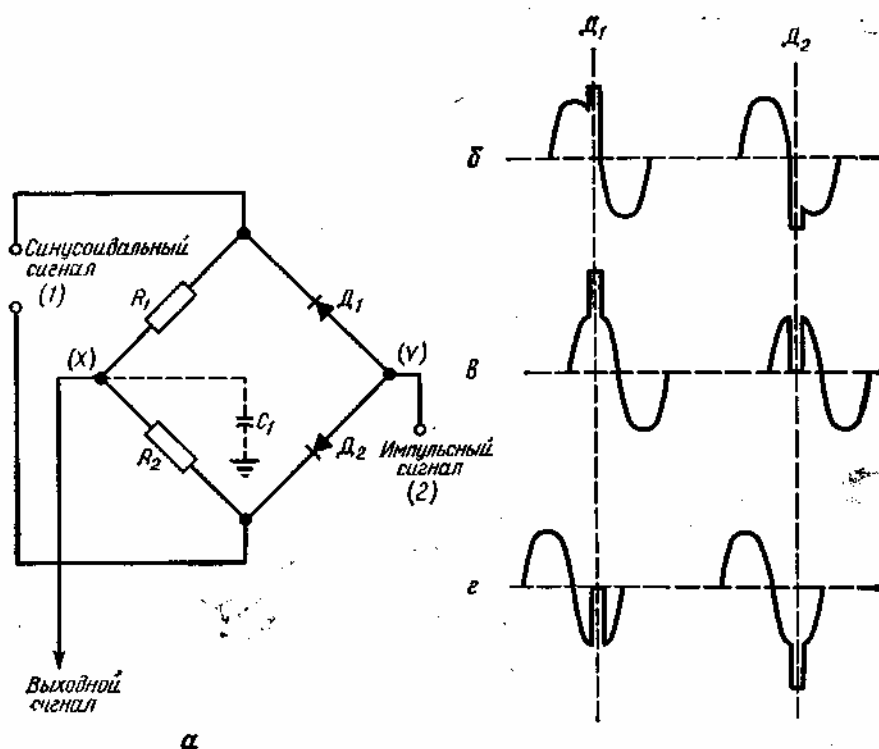 Д₁
Д₂
б
Синусоидальный
сигнал
(1)
R₁
Д₁
(X)
(V)
в
C₁
R₂
Д₂
Импульсный
сигнал
(2)
г
Выходной
сигнал
а